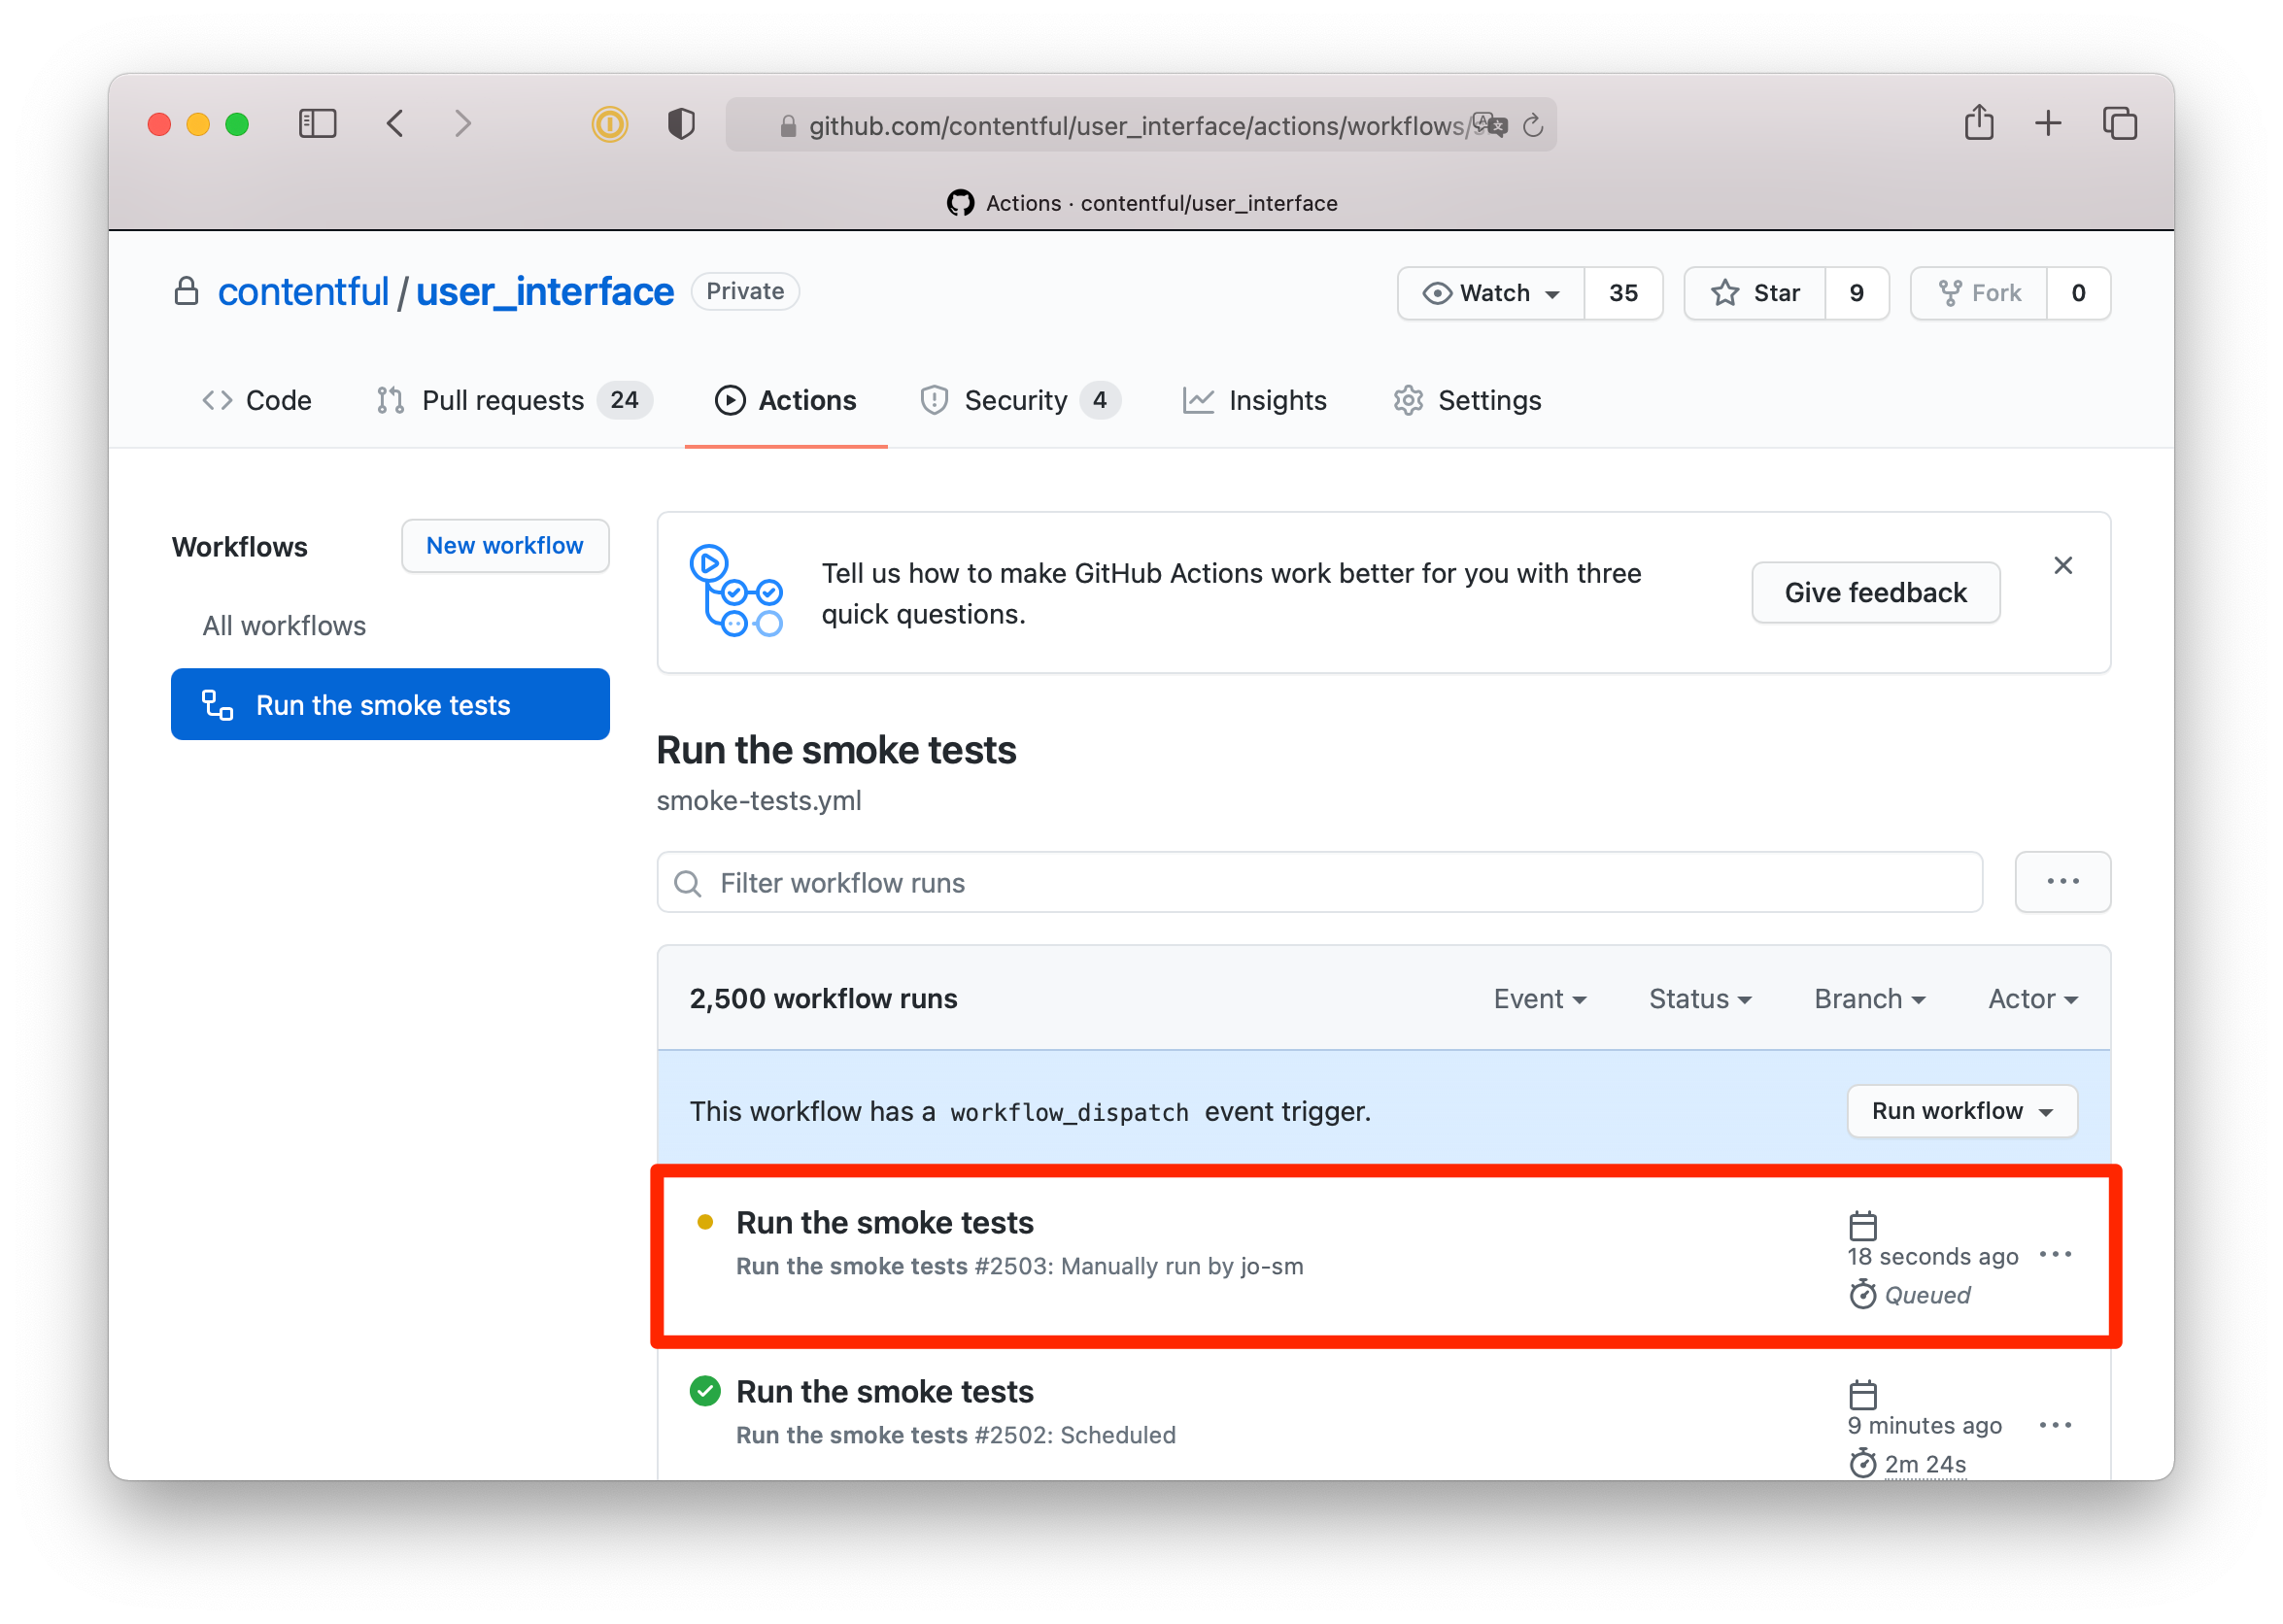 github.com/contentful/user_interface/actions/workflows/
Actions · contentful/user_interface
contentful / user_interface Private
Watch 35 Star 9 Fork 0
Code Pull requests 24 Actions Security 4 Insights Settings
Workflows New workflow
All workflows
Run the smoke tests
Tell us how to make GitHub Actions work better for you with three
quick questions.
Give feedback
Run the smoke tests
smoke-tests.yml
Filter workflow runs
2,500 workflow runs Event Status Branch Actor
This workflow has a workflow_dispatch event trigger. Run workflow
Run the smoke tests
Run the smoke tests #2503: Manually run by jo-sm
18 seconds ago
Queued
Run the smoke tests
Run the smoke tests #2502: Scheduled
9 minutes ago
2m 24s